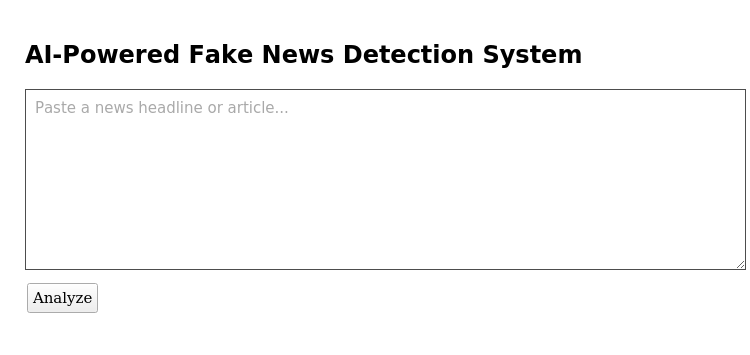 AI-Powered Fake News Detection System
Paste a news headline or article...
Analyze